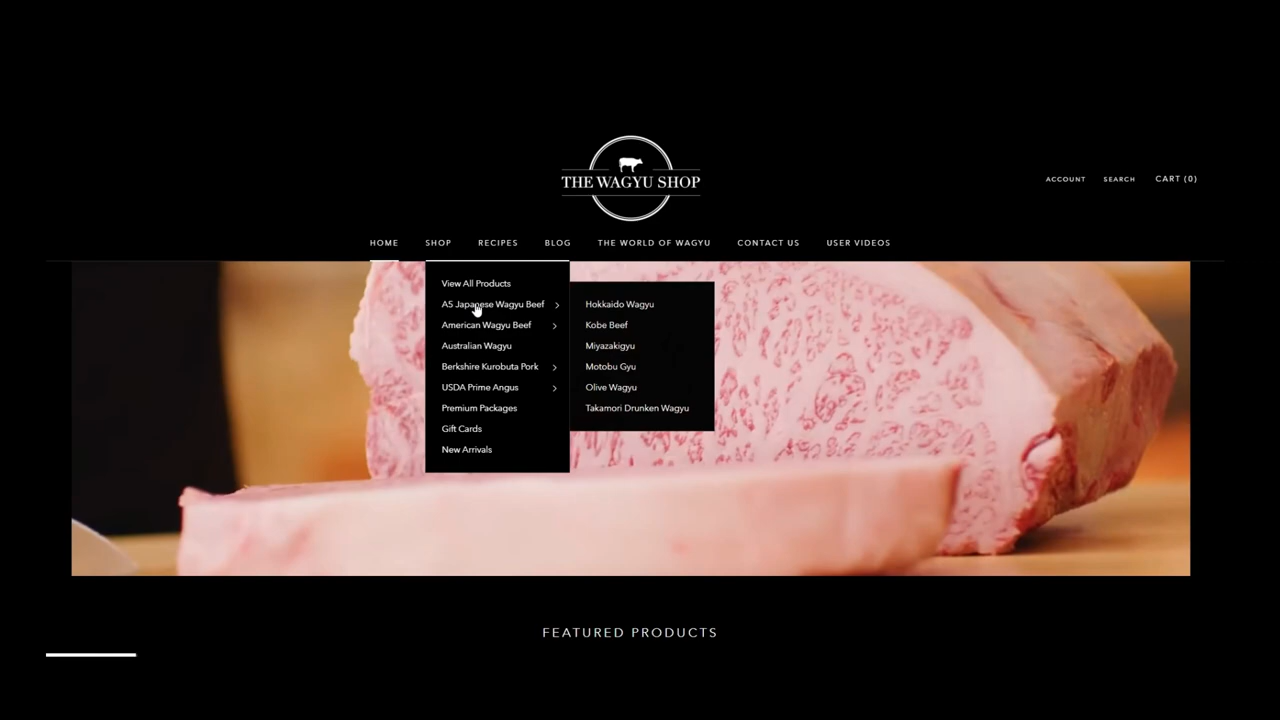 THE WAGYU SHOP
ACCOUNT SEARCH CART (0)
HOME SHOP RECIPES BLOG THE WORLD OF WAGYU CONTACT US USER VIDEOS
View All Products
A5 Japanese Wagyu Beef
American Wagyu Beef
Australian Wagyu
Berkshire Kurobuta Pork
USDA Prime Angus
Premium Packages
Gift Cards
New Arrivals
Hokkaido Wagyu
Kobe Beef
Miyazakigyu
Motobu Gyu
Olive Wagyu
Takamori Drunken Wagyu
FEATURED PRODUCTS